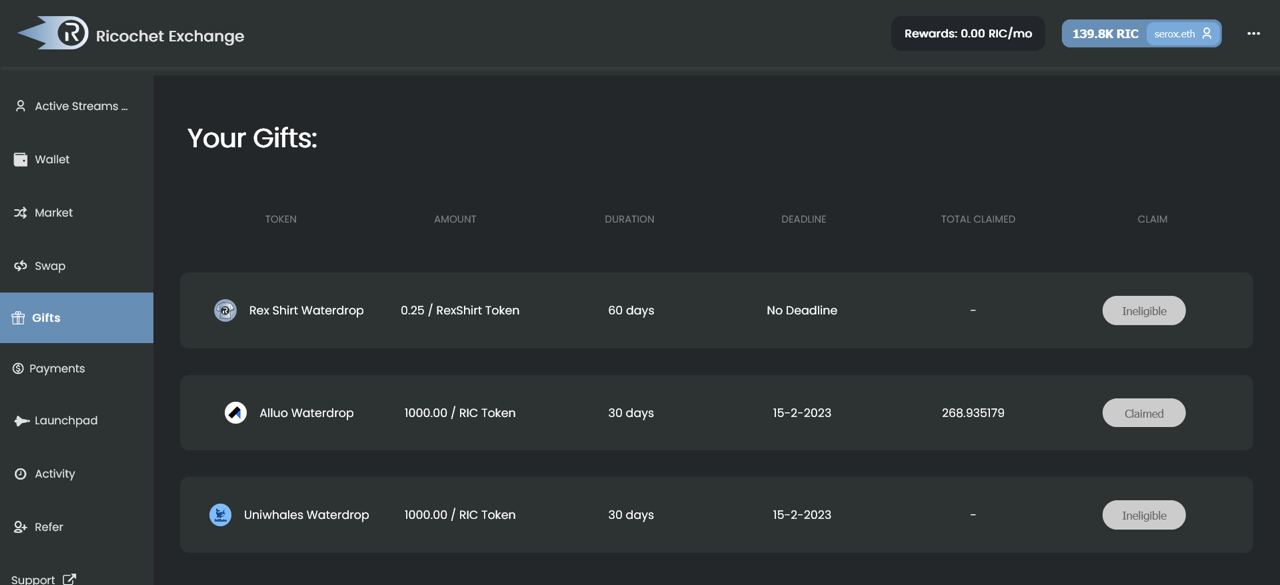 Ricochet Exchange
Rewards: 0.00 RIC/mo
139.8K RIC serox.eth
Active Streams ...
Wallet
Market
Swap
Gifts
Payments
Launchpad
Activity
Refer
Support
Your Gifts:
TOKEN AMOUNT DURATION DEADLINE TOTAL CLAIMED CLAIM
Rex Shirt Waterdrop 0.25 / RexShirt Token 60 days No Deadline - Ineligible
Alluo Waterdrop 1000.00 / RIC Token 30 days 15-2-2023 268.935179 Claimed
Uniwhales Waterdrop 1000.00 / RIC Token 30 days 15-2-2023 - Ineligible